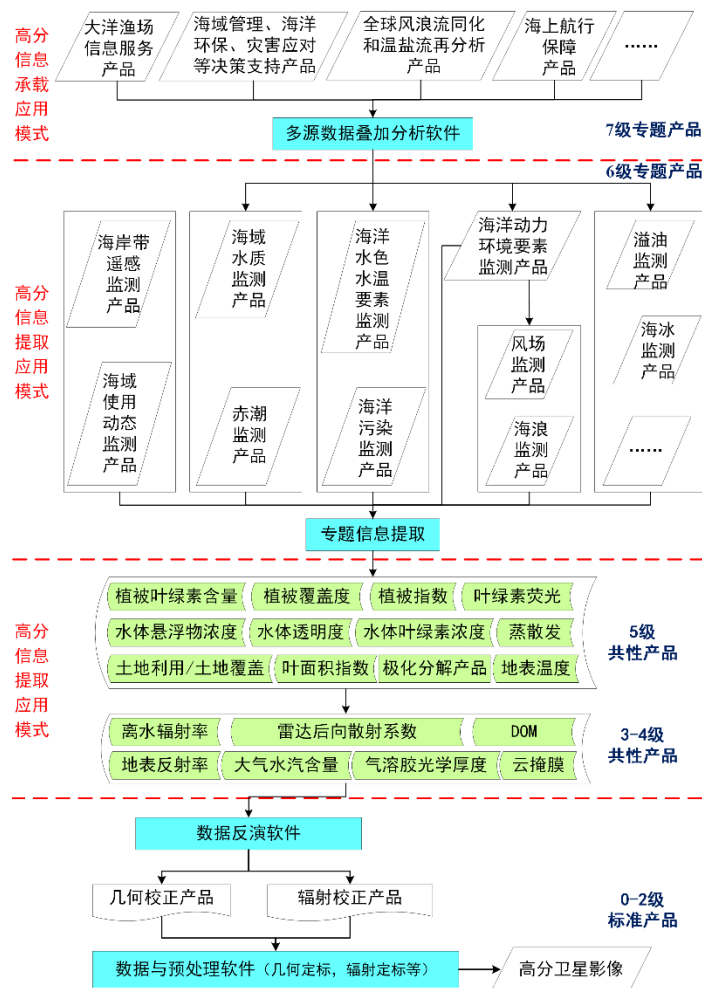 高分
信息
承载
应用
模式
大洋渔场
信息服务
产品
海域管理、海洋
环保、灾害应对
等决策支持产品
全球风浪流同化
和温盐流再分析
产品
海上航行
保障
产品
……
多源数据叠加分析软件
7级专题产品
6级专题产品
高分
信息
提取
应用
模式
海岸带
遥感
监测
产品
海域
使用
动态
监测
产品
海域
水质
监测
产品
赤潮
监测
产品
海洋
水色
水温
要素
监测
产品
海洋
污染
监测
产品
海洋动力
环境要素
监测产品
风场
监测
产品
海浪
监测
产品
溢油
监测
产品
海冰
监测
产品
……
专题信息提取
高分
信息
提取
应用
模式
植被叶绿素含量 植被覆盖度 植被指数 叶绿素荧光
水体悬浮物浓度 水体透明度 水体叶绿素浓度 蒸散发
土地利用/土地覆盖 叶面积指数 极化分解产品 地表温度
5级
共性产品
离水辐射率 雷达后向散射系数 DOM
地表反射率 大气水汽含量 气溶胶光学厚度 云掩膜
3-4级
共性产品
数据反演软件
几何校正产品 辐射校正产品
0-2级
标准产品
数据与预处理软件（几何定标，辐射定标等） 高分卫星影像